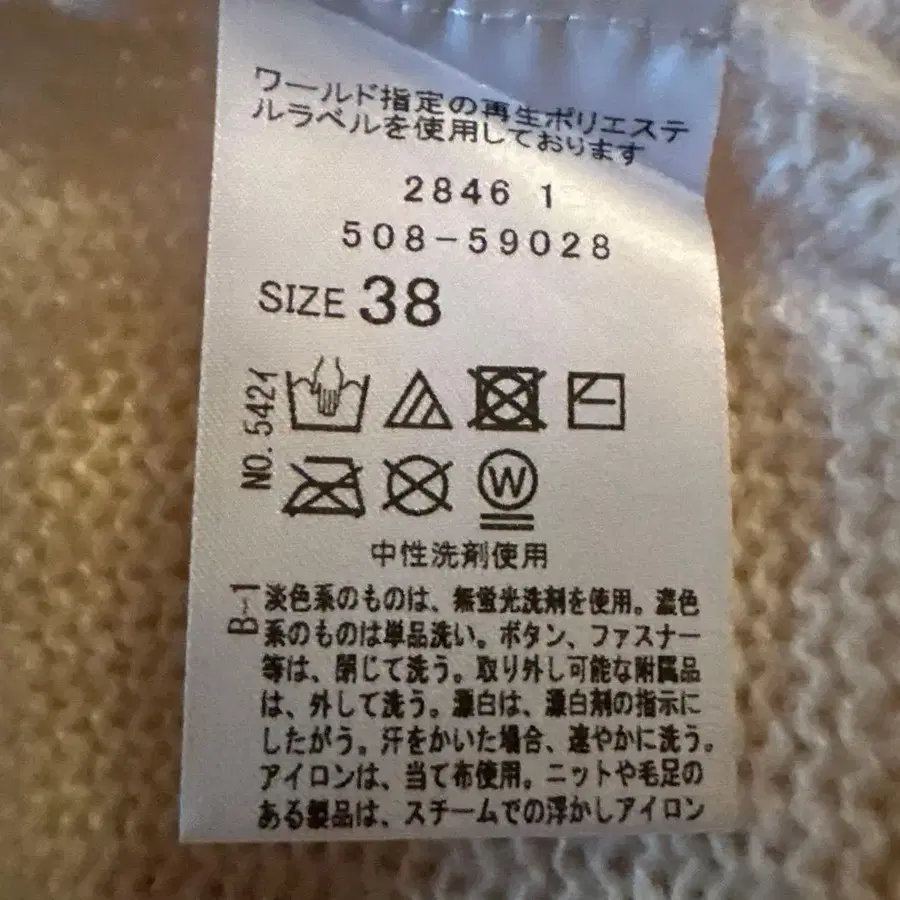 ワールド指定の再生ポリエステ
ルラベルを使用しております
2846 1
508-59028
SIZE 38
NO. 5421
W
中性洗剤使用
B-1
淡色系のものは、無蛍光洗剤を使用。濃色
系のものは単品洗い。ボタン、ファスナー
等は、閉じて洗う。取り外し可能な附属品
は、外して洗う。漂白は、漂白剤の指示に
したがう。汗をかいた場合、速やかに洗う。
アイロンは、当て布使用。ニットや毛足の
ある製品は、スチームでの浮かしアイロン